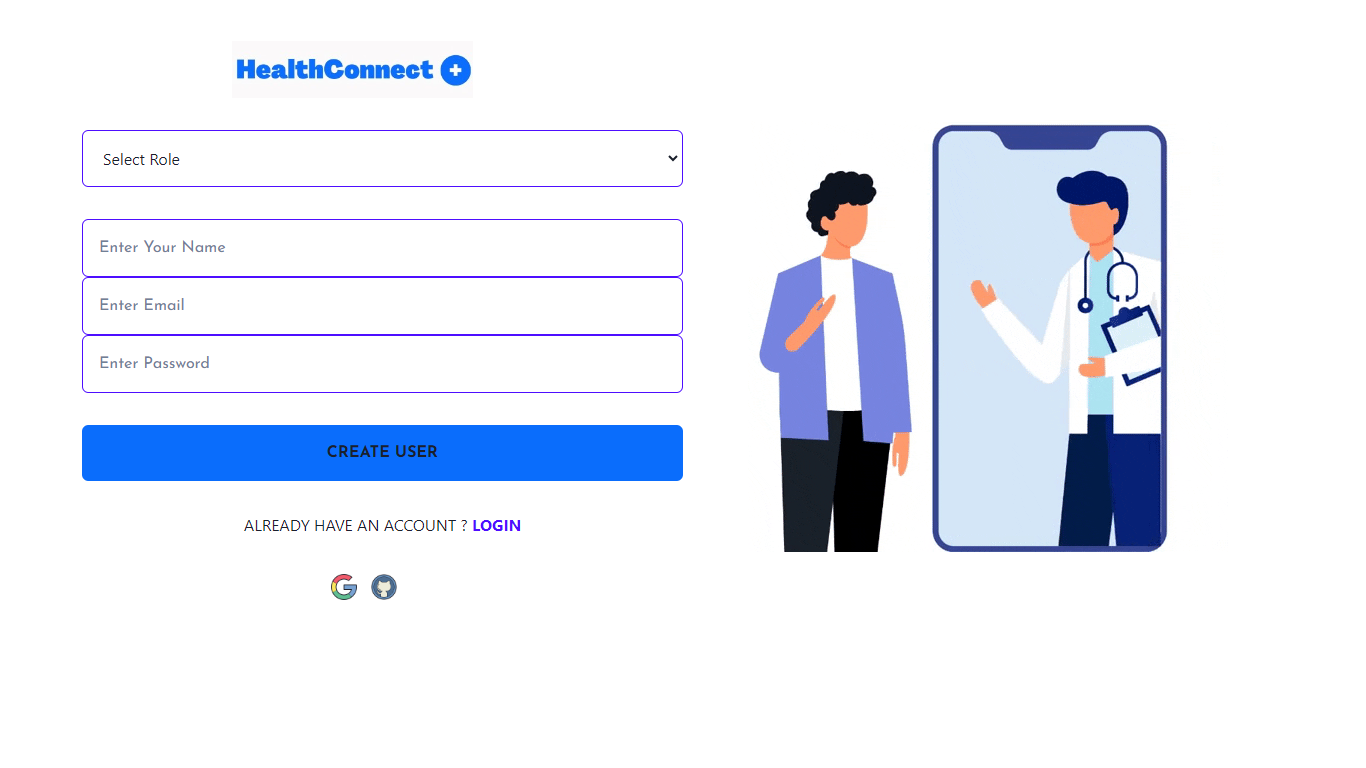 HealthConnect
Select Role
Enter Your Name
Enter Email
Enter Password
CREATE USER
ALREADY HAVE AN ACCOUNT ? LOGIN